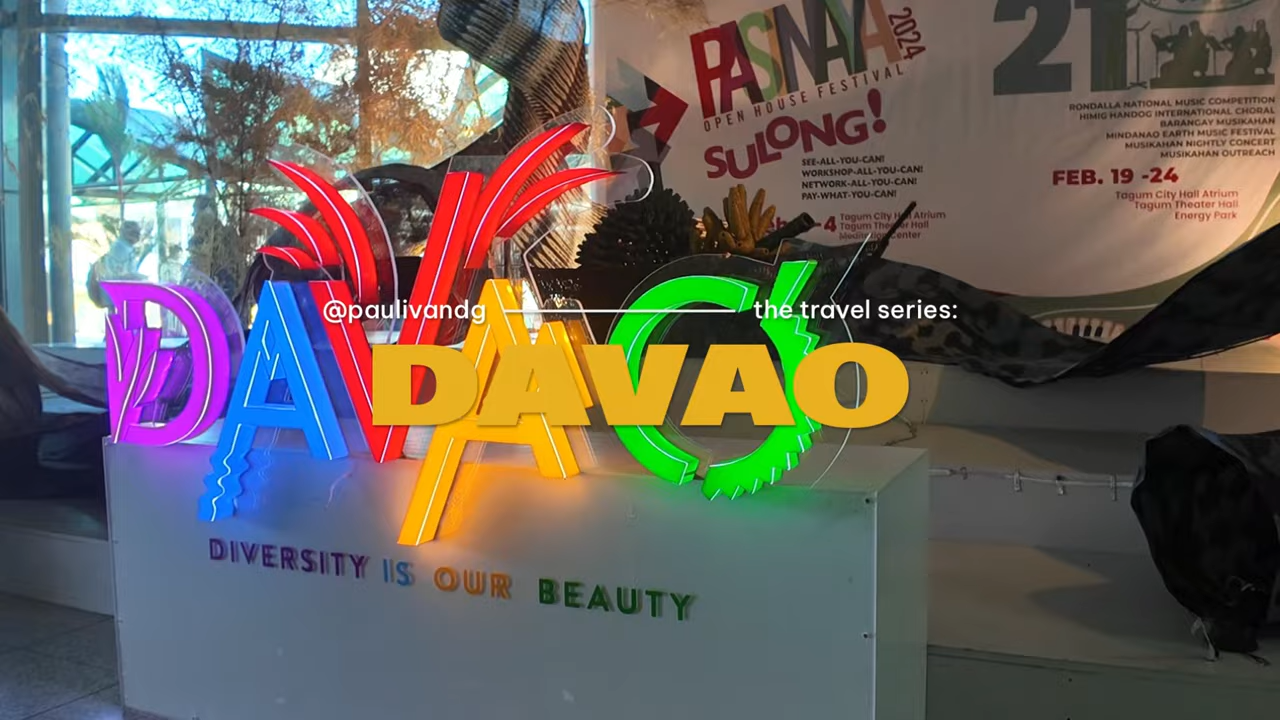 PASINAYA 2024
OPEN HOUSE FESTIVAL
SULONG!
SEE-ALL-YOU-CAN!
WORKSHOP-ALL-YOU-CAN!
NETWORK-ALL-YOU-CAN!
PAY-WHAT-YOU-CAN!
Tagum City Hall Atrium
Tagum Theater Hall
Meditation Center
21
RONDALLA NATIONAL MUSIC COMPETITION
HIMIG HANDOG INTERNATIONAL CHORAL
BARANGAY MUSIKAHAN
MINDANAO EARTH MUSIC FESTIVAL
MUSIKAHAN NIGHTLY CONCERT
MUSIKAHAN OUTREACH
FEB. 19 -24
Tagum City Hall Atrium
Tagum Theater Hall
Energy Park
@paulivandg the travel series:
DAVAO
DAVAO
DIVERSITY IS OUR BEAUTY